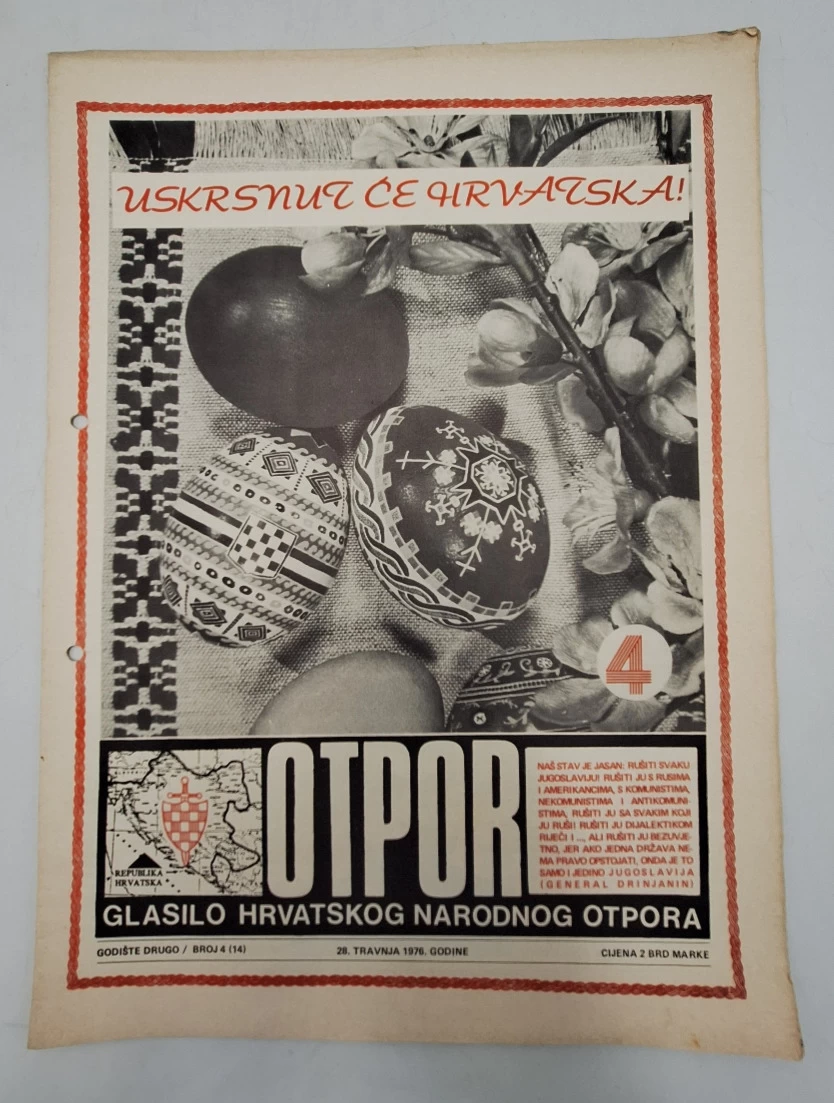 USKRSNUT ĆE HRVATSKA!
4
REPUBLIKA
HRVATSKA
OTPOR
NAŠ STAV JE JASAN: RUŠITI SVAKU
JUGOSLAVIJU! RUŠITI JU S RUSIMA
I AMERIKANCIMA, S KOMUNISTIMA,
NEKOMUNISTIMA I ANTIKOMUNI-
STIMA, RUŠITI JU SA SVAKIM KOJI
JU RUŠI! RUŠITI JU DIJALEKTIKOM
RIJEČI I ..., ALI RUŠITI JU BEZUVJE-
TNO, JER AKO JEDNA DRŽAVA NE-
MA PRAVO OPSTOJATI, ONDA JE TO
SAMO I JEDINO JUGOSLAVIJA
(GENERAL DRINJANIN)
GLASILO HRVATSKOG NARODNOG OTPORA
GODIŠTE DRUGO / BROJ 4 (14) 28. TRAVNJA 1976. GODINE CIJENA 2 BRD MARKE